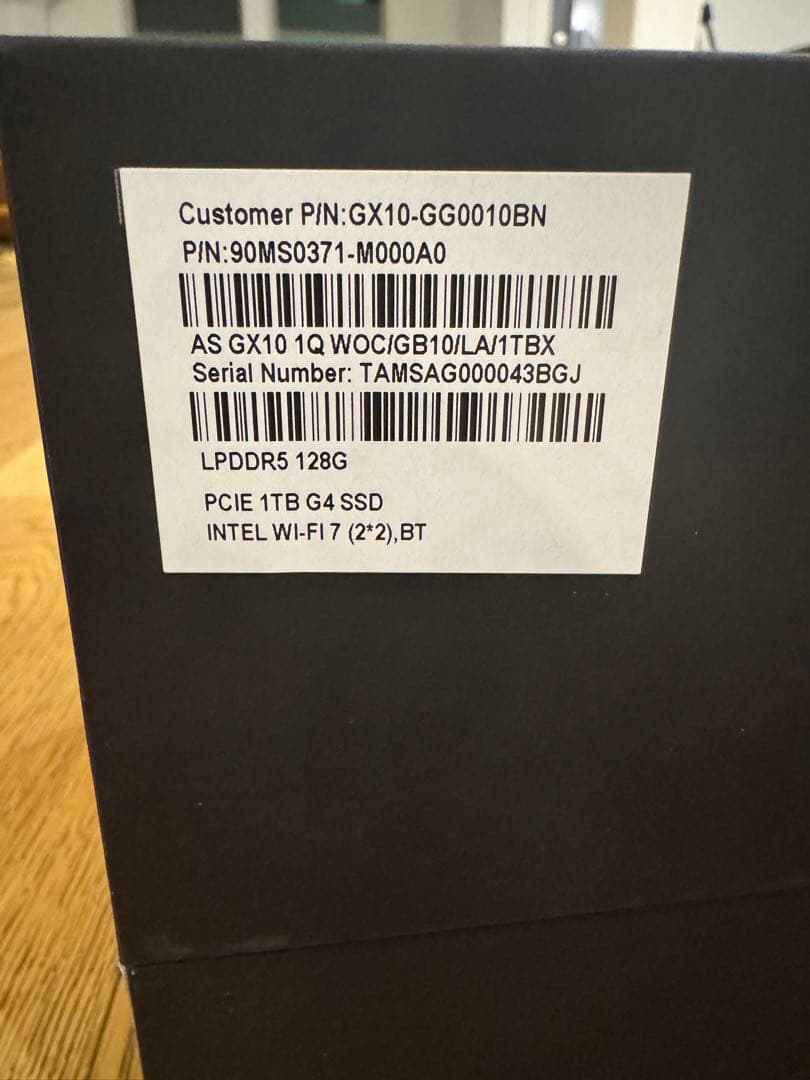 Customer P/N:GX10-GG0010BN
P/N:90MS0371-M000A0
AS GX10 1Q WOC/GB10/LA/1TBX
Serial Number: TAMSAG000043BGJ
LPDDR5 128G
PCIE 1TB G4 SSD
INTEL WI-FI 7 (2*2),BT